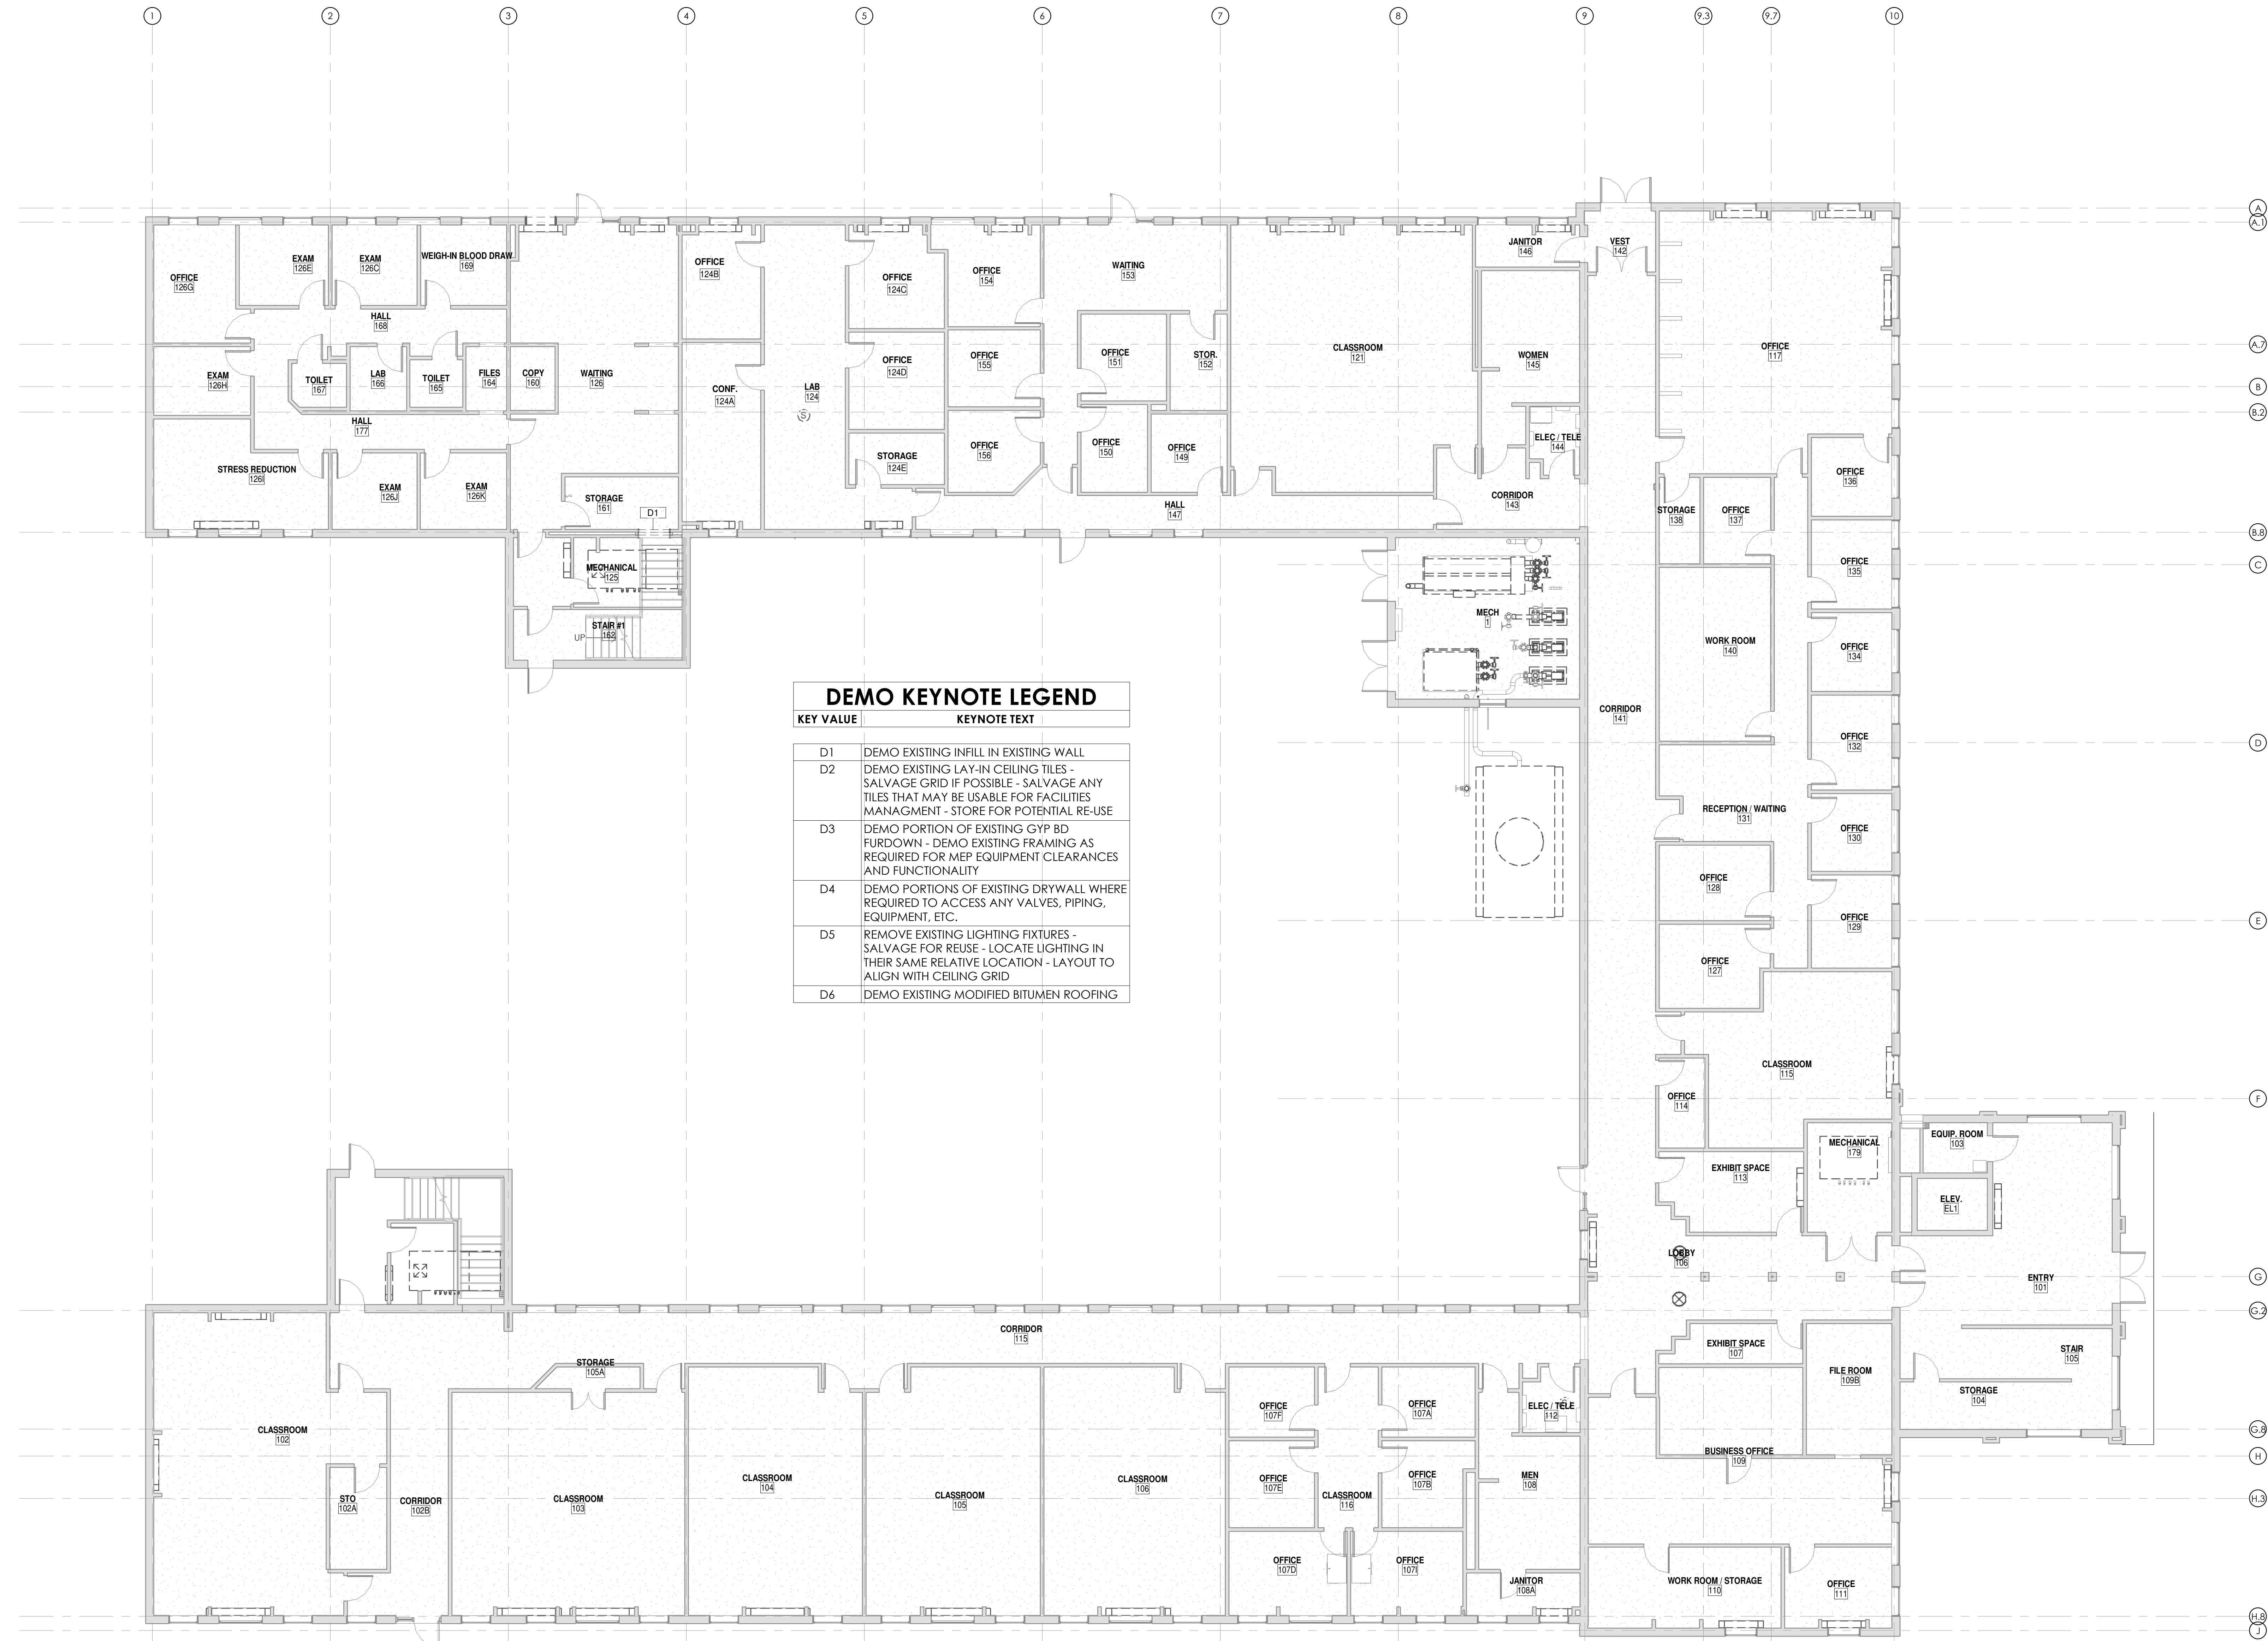 1 2 3 4 5 6 7 8 9 9.3 9.7 10
A
A.1
A.7
B
B.2
B.8
C
D
E
F
G
G.2
G.8
H
H.3
H.8
J
OFFICE
126G
EXAM
126E
EXAM
126C
WEIGH-IN BLOOD DRAW
169
HALL
168
EXAM
126H
TOILET
167
LAB
166
TOILET
165
FILES
164
COPY
160
WAITING
126
HALL
177
STRESS REDUCTION
126I
EXAM
126J
EXAM
126K
STORAGE
161
D1
MECHANICAL
125
STAIR #1
162
UP
OFFICE
124B
CONF.
124A
LAB
124
S
OFFICE
124C
OFFICE
124D
STORAGE
124E
OFFICE
154
OFFICE
155
OFFICE
156
WAITING
153
OFFICE
151
STOR.
152
OFFICE
150
OFFICE
149
HALL
147
CLASSROOM
121
JANITOR
146
WOMEN
145
ELEC / TELE
144
CORRIDOR
143
VEST
142
OFFICE
117
OFFICE
136
STORAGE
138
OFFICE
137
OFFICE
135
MECH
1
WORK ROOM
140
OFFICE
134
CORRIDOR
141
OFFICE
132
RECEPTION / WAITING
131
OFFICE
130
OFFICE
128
OFFICE
129
OFFICE
127
CLASSROOM
115
OFFICE
114
EXHIBIT SPACE
113
MECHANICAL
179
EQUIP. ROOM
103
ELEV.
EL1
LOBBY
106
ENTRY
101
EXHIBIT SPACE
107
FILE ROOM
109B
STAIR
105
STORAGE
104
BUSINESS OFFICE
109
WORK ROOM / STORAGE
110
OFFICE
111
DEMO KEYNOTE LEGEND
KEY VALUE KEYNOTE TEXT
D1 DEMO EXISTING INFILL IN EXISTING WALL
D2 DEMO EXISTING LAY-IN CEILING TILES -
SALVAGE GRID IF POSSIBLE - SALVAGE ANY
TILES THAT MAY BE USABLE FOR FACILITIES
MANAGMENT - STORE FOR POTENTIAL RE-USE
D3 DEMO PORTION OF EXISTING GYP BD
FURDOWN - DEMO EXISTING FRAMING AS
REQUIRED FOR MEP EQUIPMENT CLEARANCES
AND FUNCTIONALITY
D4 DEMO PORTIONS OF EXISTING DRYWALL WHERE
REQUIRED TO ACCESS ANY VALVES, PIPING,
EQUIPMENT, ETC.
D5 REMOVE EXISTING LIGHTING FIXTURES -
SALVAGE FOR REUSE - LOCATE LIGHTING IN
THEIR SAME RELATIVE LOCATION - LAYOUT TO
ALIGN WITH CEILING GRID
D6 DEMO EXISTING MODIFIED BITUMEN ROOFING
CORRIDOR
115
STORAGE
105A
CLASSROOM
102
STO
102A
CORRIDOR
102B
CLASSROOM
103
CLASSROOM
104
CLASSROOM
105
CLASSROOM
106
OFFICE
107F
OFFICE
107A
OFFICE
107E
OFFICE
107B
CLASSROOM
116
OFFICE
107D
OFFICE
107I
ELEC / TELE
112
MEN
108
JANITOR
108A